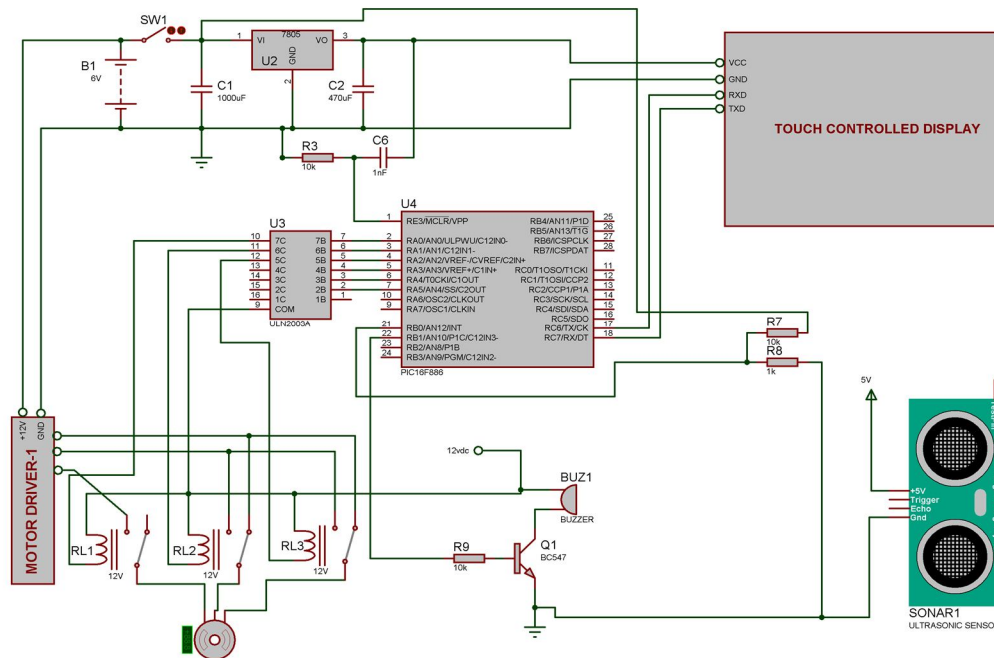 SW1
B1
6V
1
VI
7805
VO
3
U2
GND
2
C1
1000uF
C2
470uF
VCC
GND
RXD
TXD
TOUCH CONTROLLED DISPLAY
R3
10k
C6
1nF
U3
10 7C 7B 7
11 6C 6B 6
12 5C 5B 5
13 4C 4B 4
14 3C 3B 3
15 2C 2B 2
16 1C 1B 1
9 COM
ULN2003A
U4
1 RE3/MCLR/VPP
2 RA0/AN0/ULPWU/C12IN0-
3 RA1/AN1/C12IN1-
4 RA2/AN2/VREF-/CVREF/C2IN+
5 RA3/AN3/VREF+/C1IN+
6 RA4/T0CKI/C1OUT
7 RA5/AN4/SS/C2OUT
10 RA6/OSC2/CLKOUT
9 RA7/OSC1/CLKIN
21 RB0/AN12/INT
22 RB1/AN10/P1C/C12IN3-
23 RB2/AN8/P1B
24 RB3/AN9/PGM/C12IN2-
RB4/AN11/P1D 25
RB5/AN13/T1G 26
RB6/ICSPCLK 27
RB7/ICSPDAT 28
RC0/T1OSO/T1CKI 11
RC1/T1OSI/CCP2 12
RC2/CCP1/P1A 13
RC3/SCK/SCL 14
RC4/SDI/SDA 15
RC5/SDO 16
RC6/TX/CK 17
RC7/RX/DT 18
PIC16F886
R7
10k
R8
1k
5V
+12V
GND
MOTOR DRIVER-1
12vdc
BUZ1
BUZZER
RL1
12V
RL2
12V
RL3
12V
R9
10k
Q1
BC547
+5V
Trigger
Echo
Gnd
SONAR1
ULTRASONIC SENSO